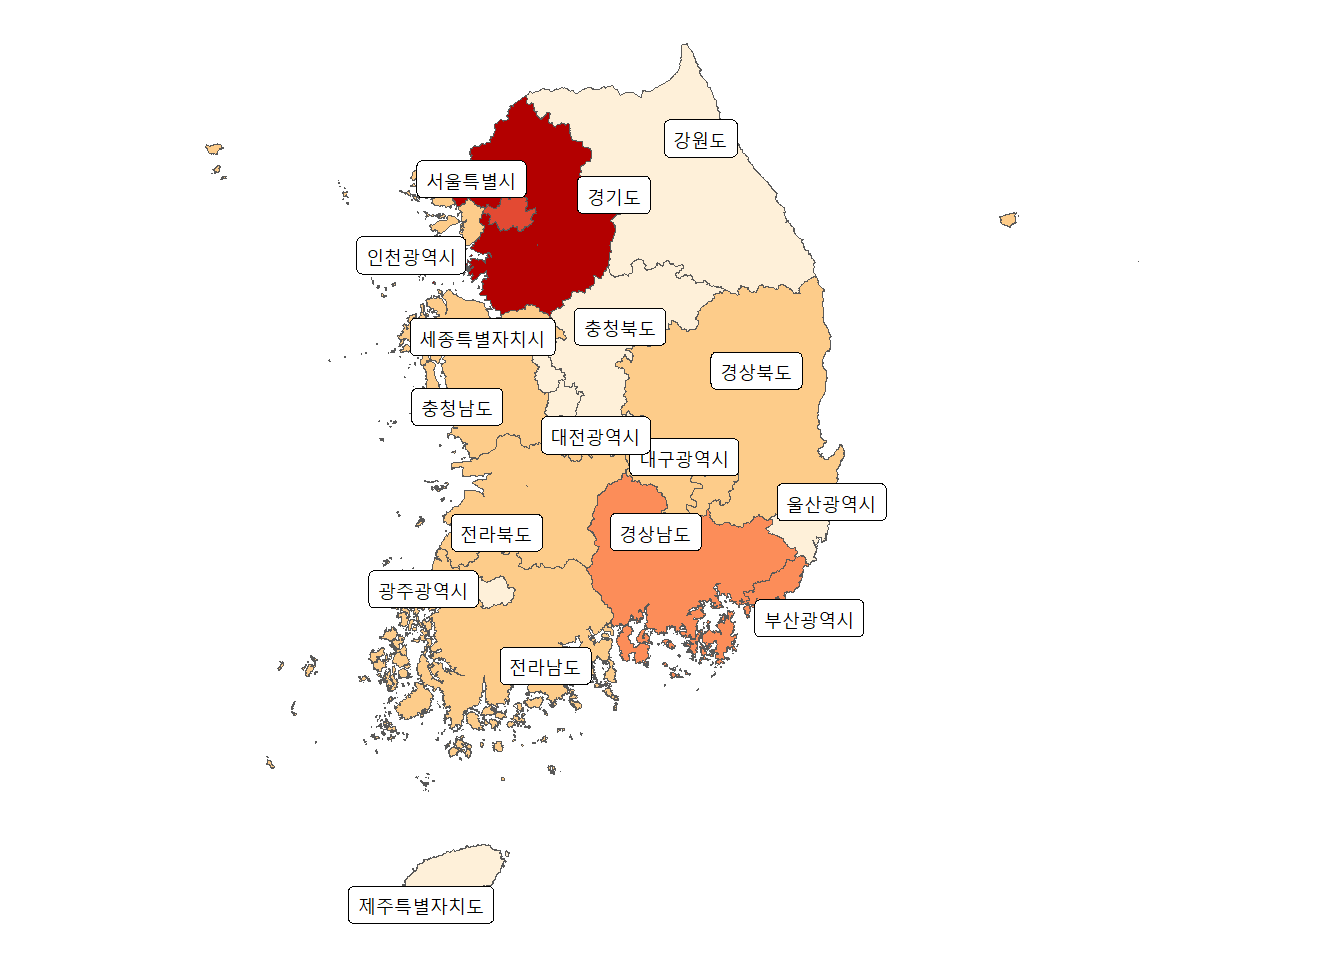 강원도
서울특별시
경기도
인천광역시
충청북도
세종특별자치시
경상북도
충청남도
대전광역시
대구광역시
울산광역시
경상남도
전라북도
광주광역시
부산광역시
전라남도
제주특별자치도